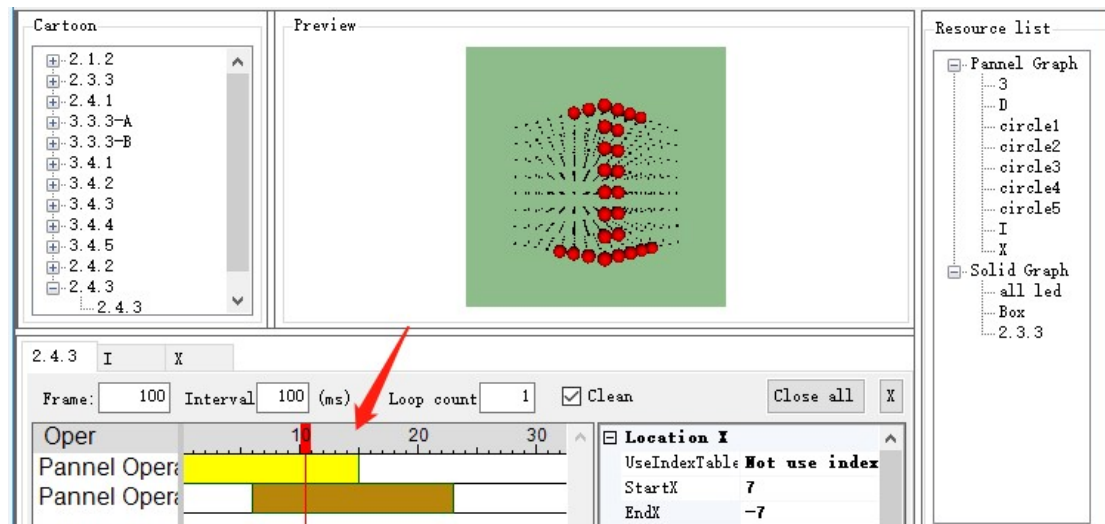 Cartoon
2.1.2
2.3.3
2.4.1
3.3.3-A
3.3.3-B
3.4.1
3.4.2
3.4.3
3.4.4
3.4.5
2.4.2
2.4.3
2.4.3
Preview
Resource list
Pannel Graph
3
D
circle1
circle2
circle3
circle4
circle5
I
X
Solid Graph
all led
Box
2.3.3
2.4.3 I X
Frame: 100 Interval 100 (ms) Loop count 1 Clean Close all X
Oper 10 20 30
Pannel Opera
Pannel Opera
Location X
UseIndexTable Not use index
StartX 7
EndX -7